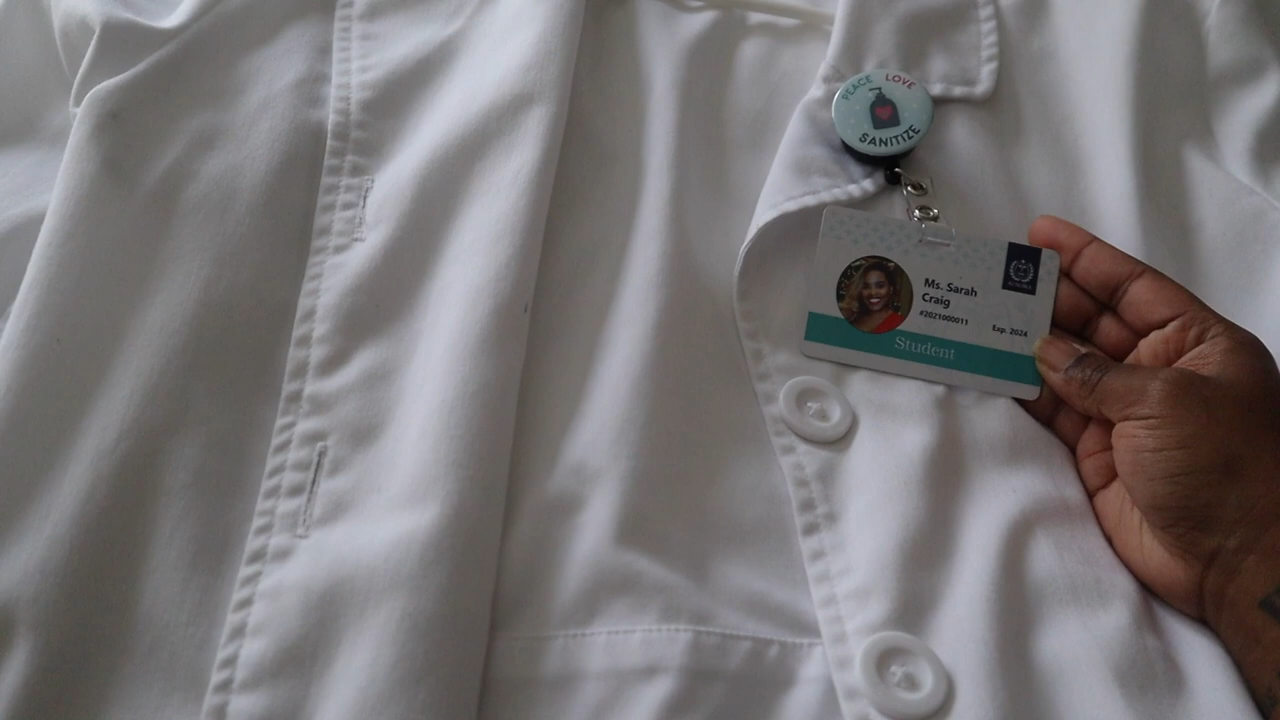 PEACE LOVE
SANITIZE
Ms. Sarah
Craig
#2021000011
Exp. 2024
Student